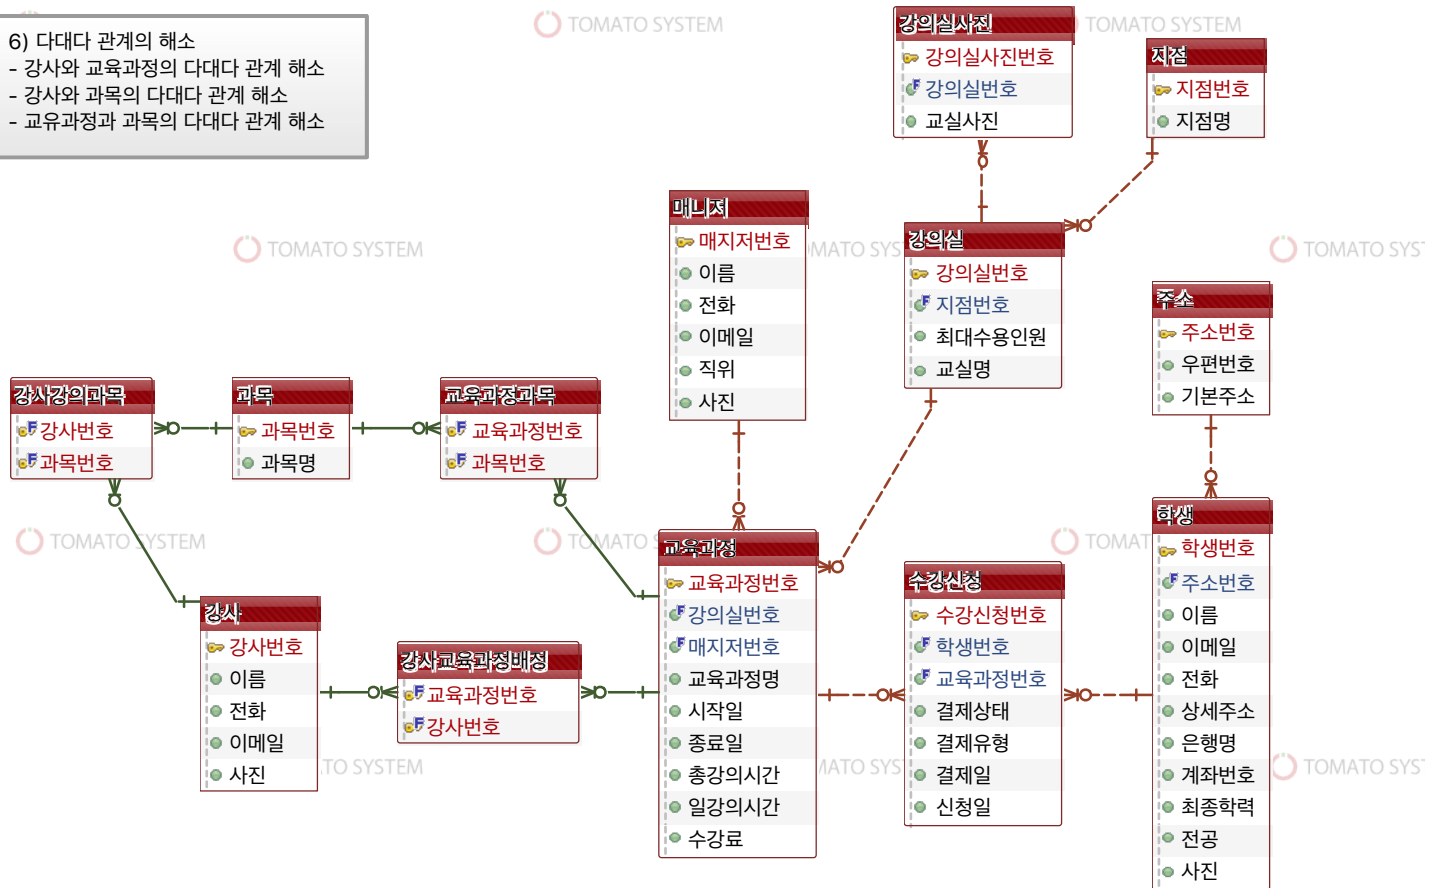 6) 다대다 관계의 해소
- 강사와 교육과정의 다대다 관계 해소
- 강사와 과목의 다대다 관계 해소
- 교유과정과 과목의 다대다 관계 해소
TOMATO SYSTEM
TOMATO SYSTEM
강의실사진
강의실사진번호
강의실번호
교실사진
지점
지점번호
지점명
TOMATO SYSTEM
MATO SYS
TOMATO SYS
매니저
매지저번호
이름
전화
이메일
직위
사진
강의실
강의실번호
지점번호
최대수용인원
교실명
주소
주소번호
우편번호
기본주소
강사강의과목
강사번호
과목번호
과목
과목번호
과목명
교육과정과목
교육과정번호
과목번호
TOMATO SYSTEM
TOMATO S
TOMAT
강사
강사번호
이름
전화
이메일
사진
강사교육과정배정
교육과정번호
강사번호
교육과정
교육과정번호
강의실번호
매지저번호
교육과정명
시작일
종료일
총강의시간
일강의시간
수강료
수강신청
수강신청번호
학생번호
교육과정번호
결제상태
결제유형
결제일
신청일
학생
학생번호
주소번호
이름
이메일
전화
상세주소
은행명
계좌번호
최종학력
전공
사진
TO SYSTEM
MATO SYS
TOMATO SYS